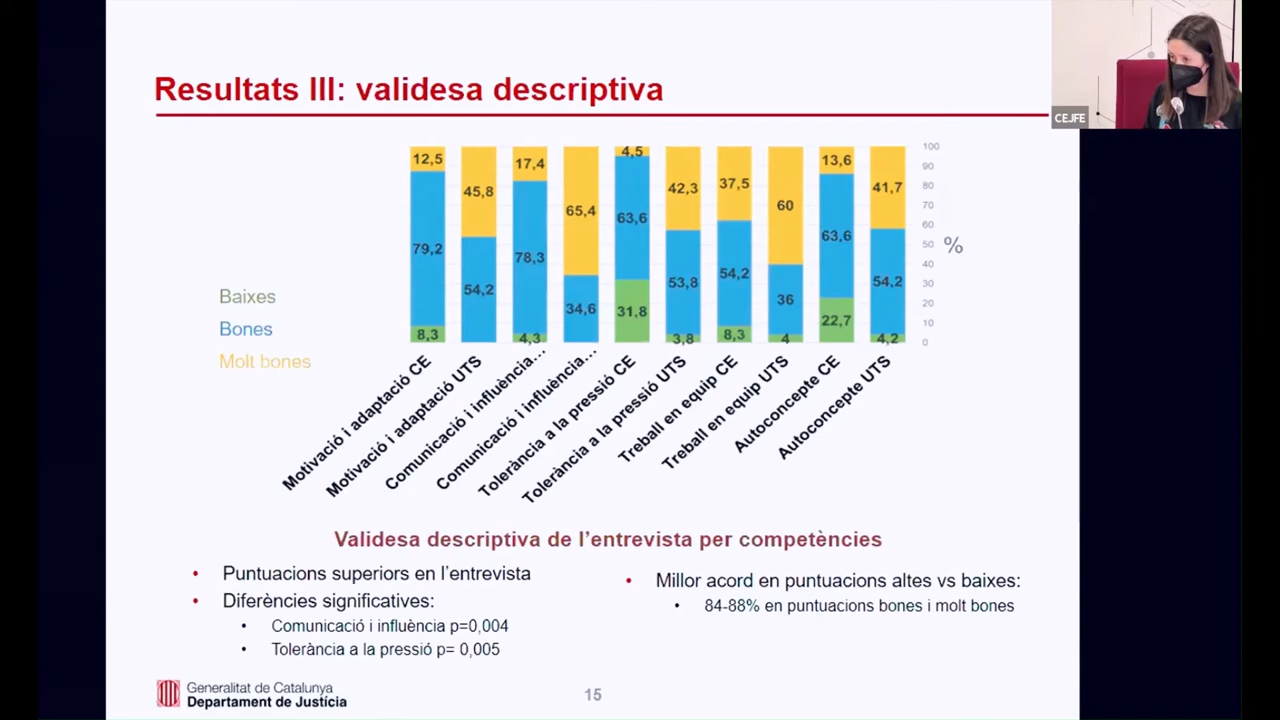 Resultats III: validesa descriptiva
CEJFE
12,5
45,8
17,4
65,4
4,5
42,3
37,5
60
13,6
41,7
79,2
54,2
78,3
34,6
63,6
53,8
54,2
36
63,6
54,2
8,3
4,3
31,8
3,8
8,3
4
22,7
4,2
100
90
80
70
60
50
40
30
20
10
0
%
Baixes
Bones
Molt bones
Motivació i adaptació CE
Motivació i adaptació UTS
Comunicació i influència...
Comunicació i influència...
Tolerància a la pressió CE
Tolerància a la pressió UTS
Treball en equip CE
Treball en equip UTS
Autoconcepte CE
Autoconcepte UTS
Validesa descriptiva de l’entrevista per competències
• Puntuacions superiors en l’entrevista
• Diferències significatives:
• Comunicació i influència p=0,004
• Tolerància a la pressió p= 0,005
• Millor acord en puntuacions altes vs baixes:
• 84-88% en puntuacions bones i molt bones
Generalitat de Catalunya
Departament de Justícia
15